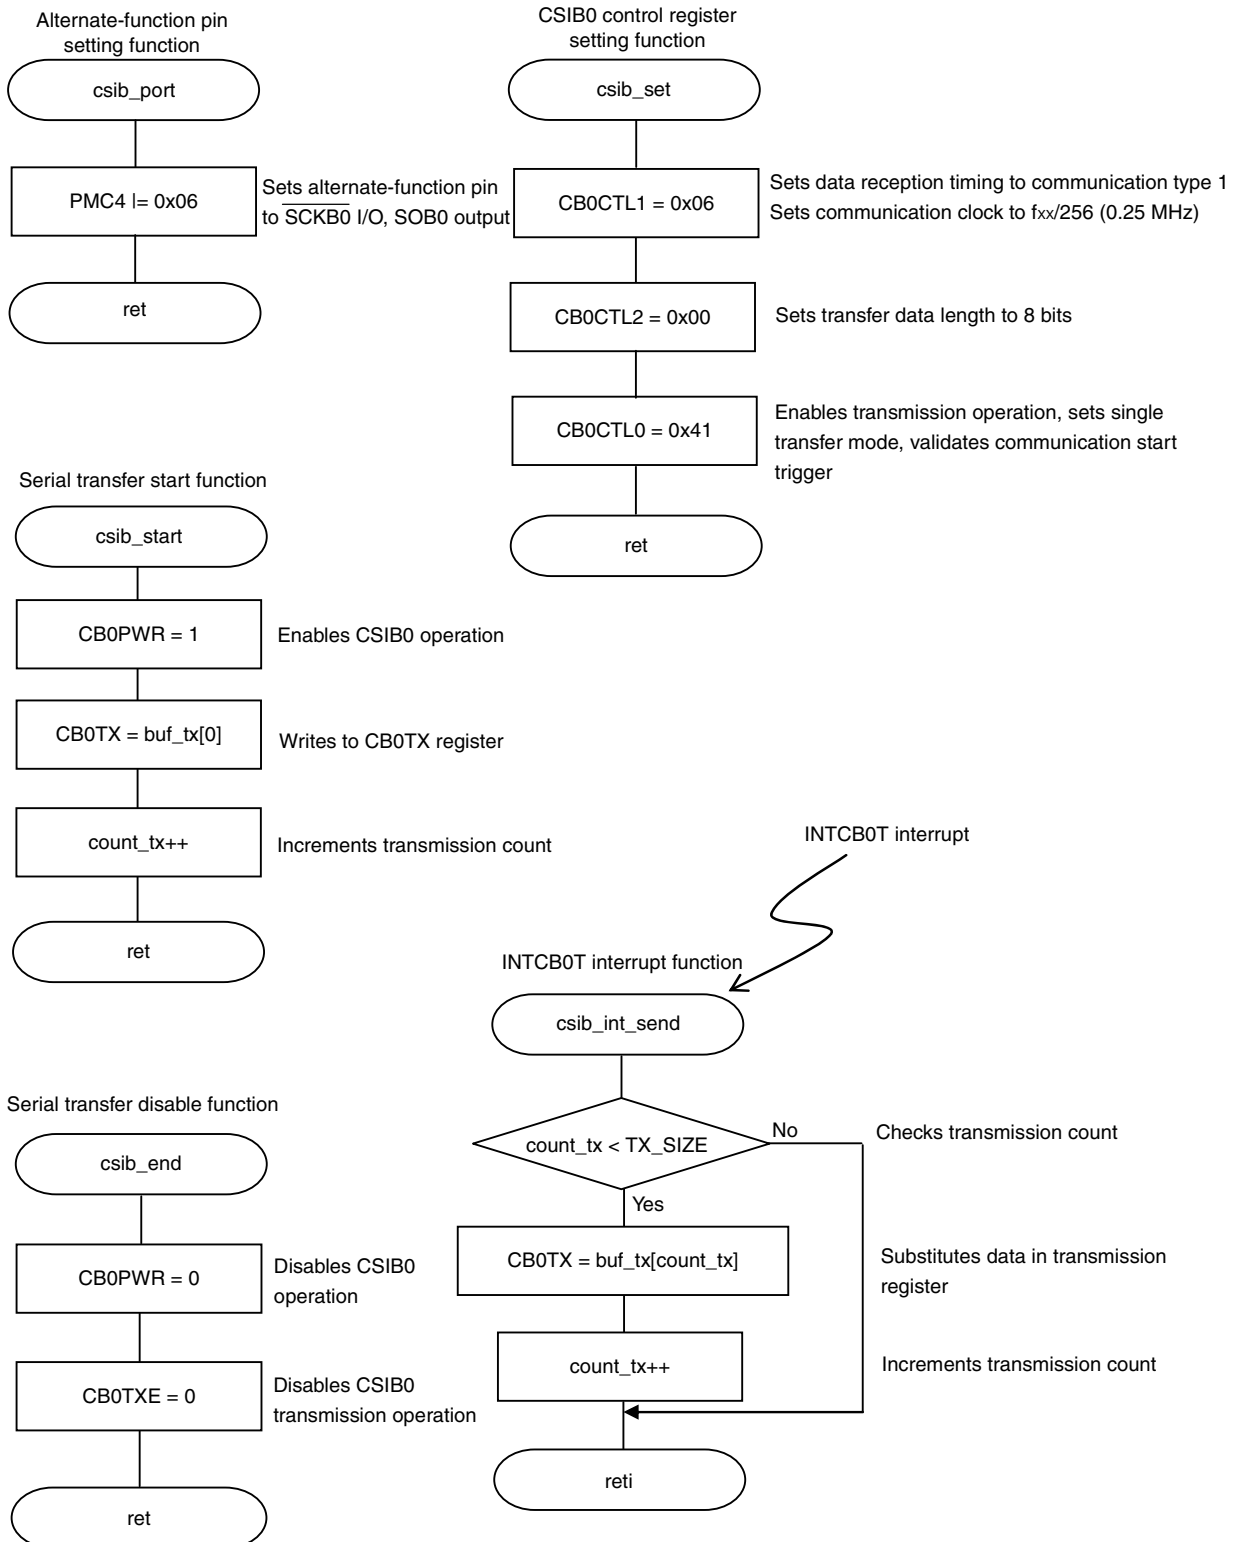 Alternate-function pin
setting function
csib_port
PMC4 |= 0x06
Sets alternate-function pin
to SCKB0 I/O, SOB0 output
ret
CSIB0 control register
setting function
csib_set
CB0CTL1 = 0x06
Sets data reception timing to communication type 1
Sets communication clock to fxx/256 (0.25 MHz)
CB0CTL2 = 0x00
Sets transfer data length to 8 bits
CB0CTL0 = 0x41
Enables transmission operation, sets single
transfer mode, validates communication start
trigger
ret
Serial transfer start function
csib_start
CB0PWR = 1
Enables CSIB0 operation
CB0TX = buf_tx[0]
Writes to CB0TX register
count_tx++
Increments transmission count
ret
INTCB0T interrupt
INTCB0T interrupt function
csib_int_send
count_tx < TX_SIZE
No
Checks transmission count
Yes
CB0TX = buf_tx[count_tx]
Substitutes data in transmission
register
count_tx++
Increments transmission count
reti
Serial transfer disable function
csib_end
CB0PWR = 0
Disables CSIB0
operation
CB0TXE = 0
Disables CSIB0
transmission operation
ret